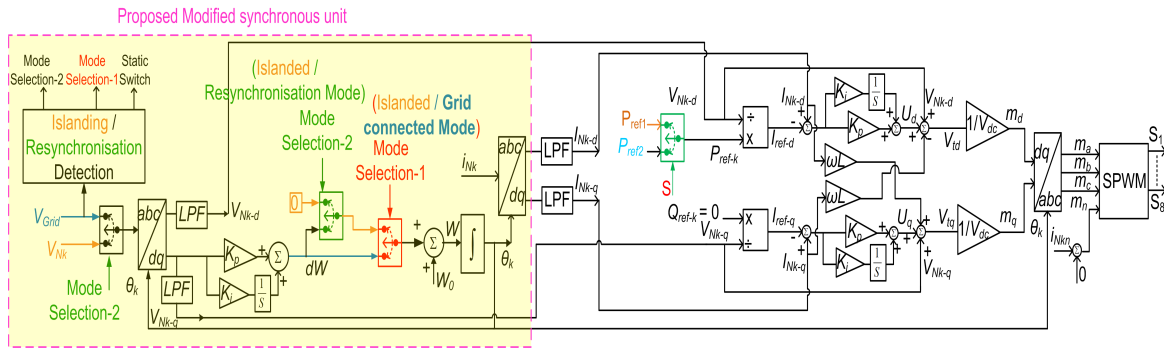 Proposed Modified synchronous unit
Mode
Selection-2
Mode
Selection-1
Static
Switch
Islanding /
Resynchronisation
Detection
V_Grid
V_Nk
Mode
Selection-2
θ_k
abc
dq
LPF
V_Nk-d
LPF
V_Nk-q
K_p
K_i
1/S
Σ
dW
0
(Islanded /
Resynchronisation Mode)
Mode
Selection-2
(Islanded / Grid
connected Mode)
Mode
Selection-1
Σ
W
W_0
∫
θ_k
i_Nk
abc
dq
LPF
I_Nk-d
LPF
I_Nk-q
P_ref1
P_ref2
S
V_Nk-d
P_ref-k
÷
x
I_ref-d
I_Nk-d
Σ
K_i
1/S
K_p
Σ
U_d
Σ
V_Nk-d
V_td
1/V_dc
m_d
ωL
ωL
Q_ref-k = 0
V_Nk-q
x
÷
I_ref-q
I_Nk-q
Σ
K_p
K_i
1/S
Σ
U_q
Σ
V_Nk-q
V_tq
1/V_dc
m_q
dq
abc
θ_k
m_a
m_b
m_c
m_n
i_Nkn
Σ
0
SPWM
S_1
S_8